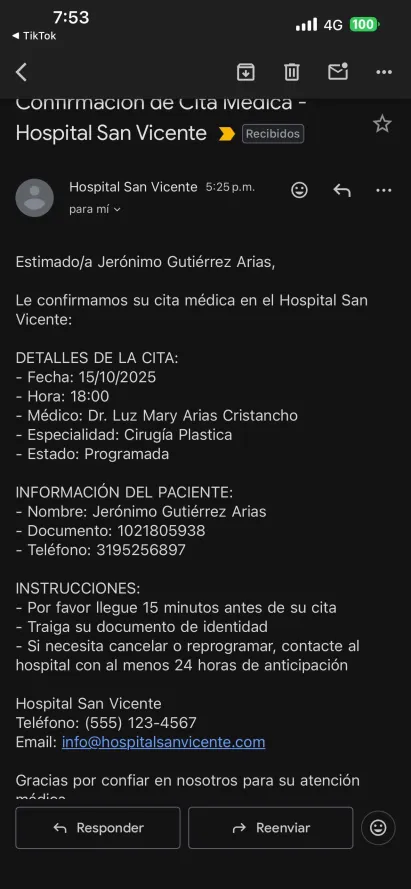 7:53
4G 100
◀ TikTok
Confirmación de Cita Médica -
Hospital San Vicente Recibidos
Hospital San Vicente 5:25 p.m.
para mí
Estimado/a Jerónimo Gutiérrez Arias,
Le confirmamos su cita médica en el Hospital San
Vicente:
DETALLES DE LA CITA:
- Fecha: 15/10/2025
- Hora: 18:00
- Médico: Dr. Luz Mary Arias Cristancho
- Especialidad: Cirugía Plastica
- Estado: Programada
INFORMACIÓN DEL PACIENTE:
- Nombre: Jerónimo Gutiérrez Arias
- Documento: 1021805938
- Teléfono: 3195256897
INSTRUCCIONES:
- Por favor llegue 15 minutos antes de su cita
- Traiga su documento de identidad
- Si necesita cancelar o reprogramar, contacte al
hospital con al menos 24 horas de anticipación
Hospital San Vicente
Teléfono: (555) 123-4567
Email: info@hospitalsanvicente.com
Gracias por confiar en nosotros para su atención
médica
Responder
Reenviar